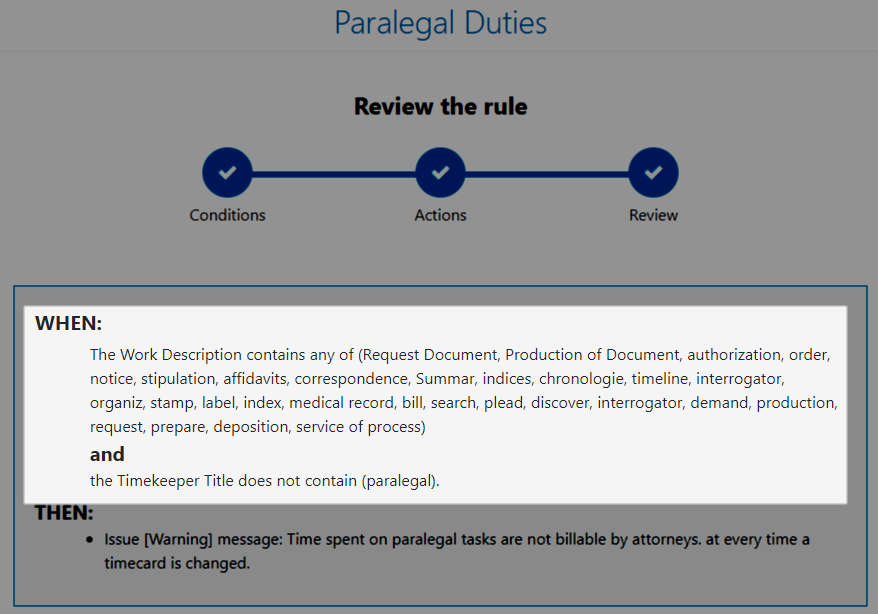 Paralegal Duties
Review the rule
Conditions
Actions
Review
WHEN:
The Work Description contains any of (Request Document, Production of Document, authorization, order,
notice, stipulation, affidavits, correspondence, Summar, indices, chronologie, timeline, interrogator,
organiz, stamp, label, index, medical record, bill, search, plead, discover, interrogator, demand, production,
request, prepare, deposition, service of process)
and
the Timekeeper Title does not contain (paralegal).
THEN:
• Issue [Warning] message: Time spent on paralegal tasks are not billable by attorneys. at every time a
timecard is changed.